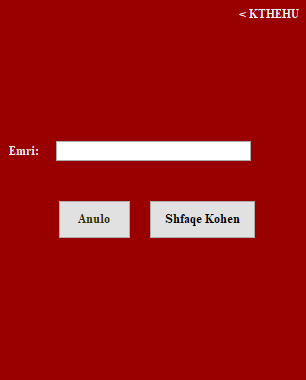 < KTHEHU
Emri:
Anulo
Shfaqe Kohen